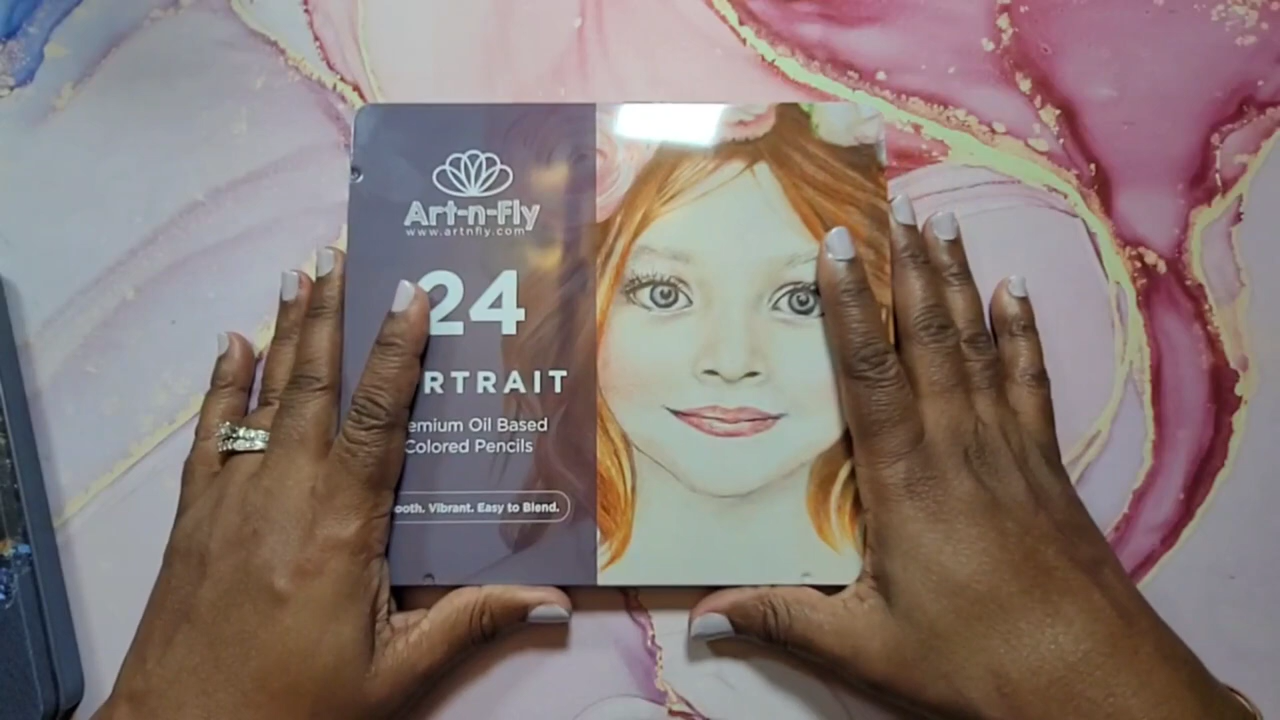 Art-n-Fly
www.artnfly.com
24
RTRAIT
emium Oil Based
Colored Pencils
ooth. Vibrant. Easy to Blend.